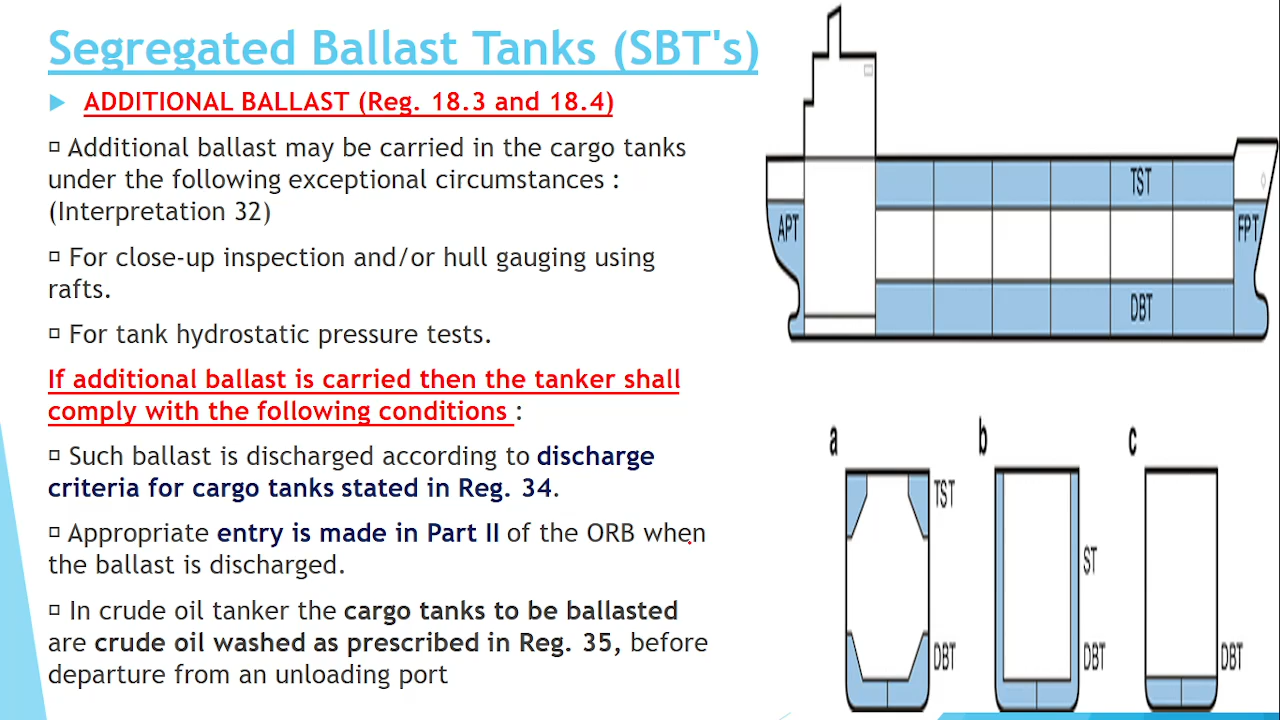 Segregated Ballast Tanks (SBT's)
ADDITIONAL BALLAST (Reg. 18.3 and 18.4)
Additional ballast may be carried in the cargo tanks
under the following exceptional circumstances :
(Interpretation 32)
For close-up inspection and/or hull gauging using
rafts.
For tank hydrostatic pressure tests.
If additional ballast is carried then the tanker shall
comply with the following conditions :
Such ballast is discharged according to discharge
criteria for cargo tanks stated in Reg. 34.
Appropriate entry is made in Part II of the ORB when
the ballast is discharged.
In crude oil tanker the cargo tanks to be ballasted
are crude oil washed as prescribed in Reg. 35, before
departure from an unloading port
TST
APT
FPT
DBT
a
b
c
TST
ST
DBT
DBT
DBT